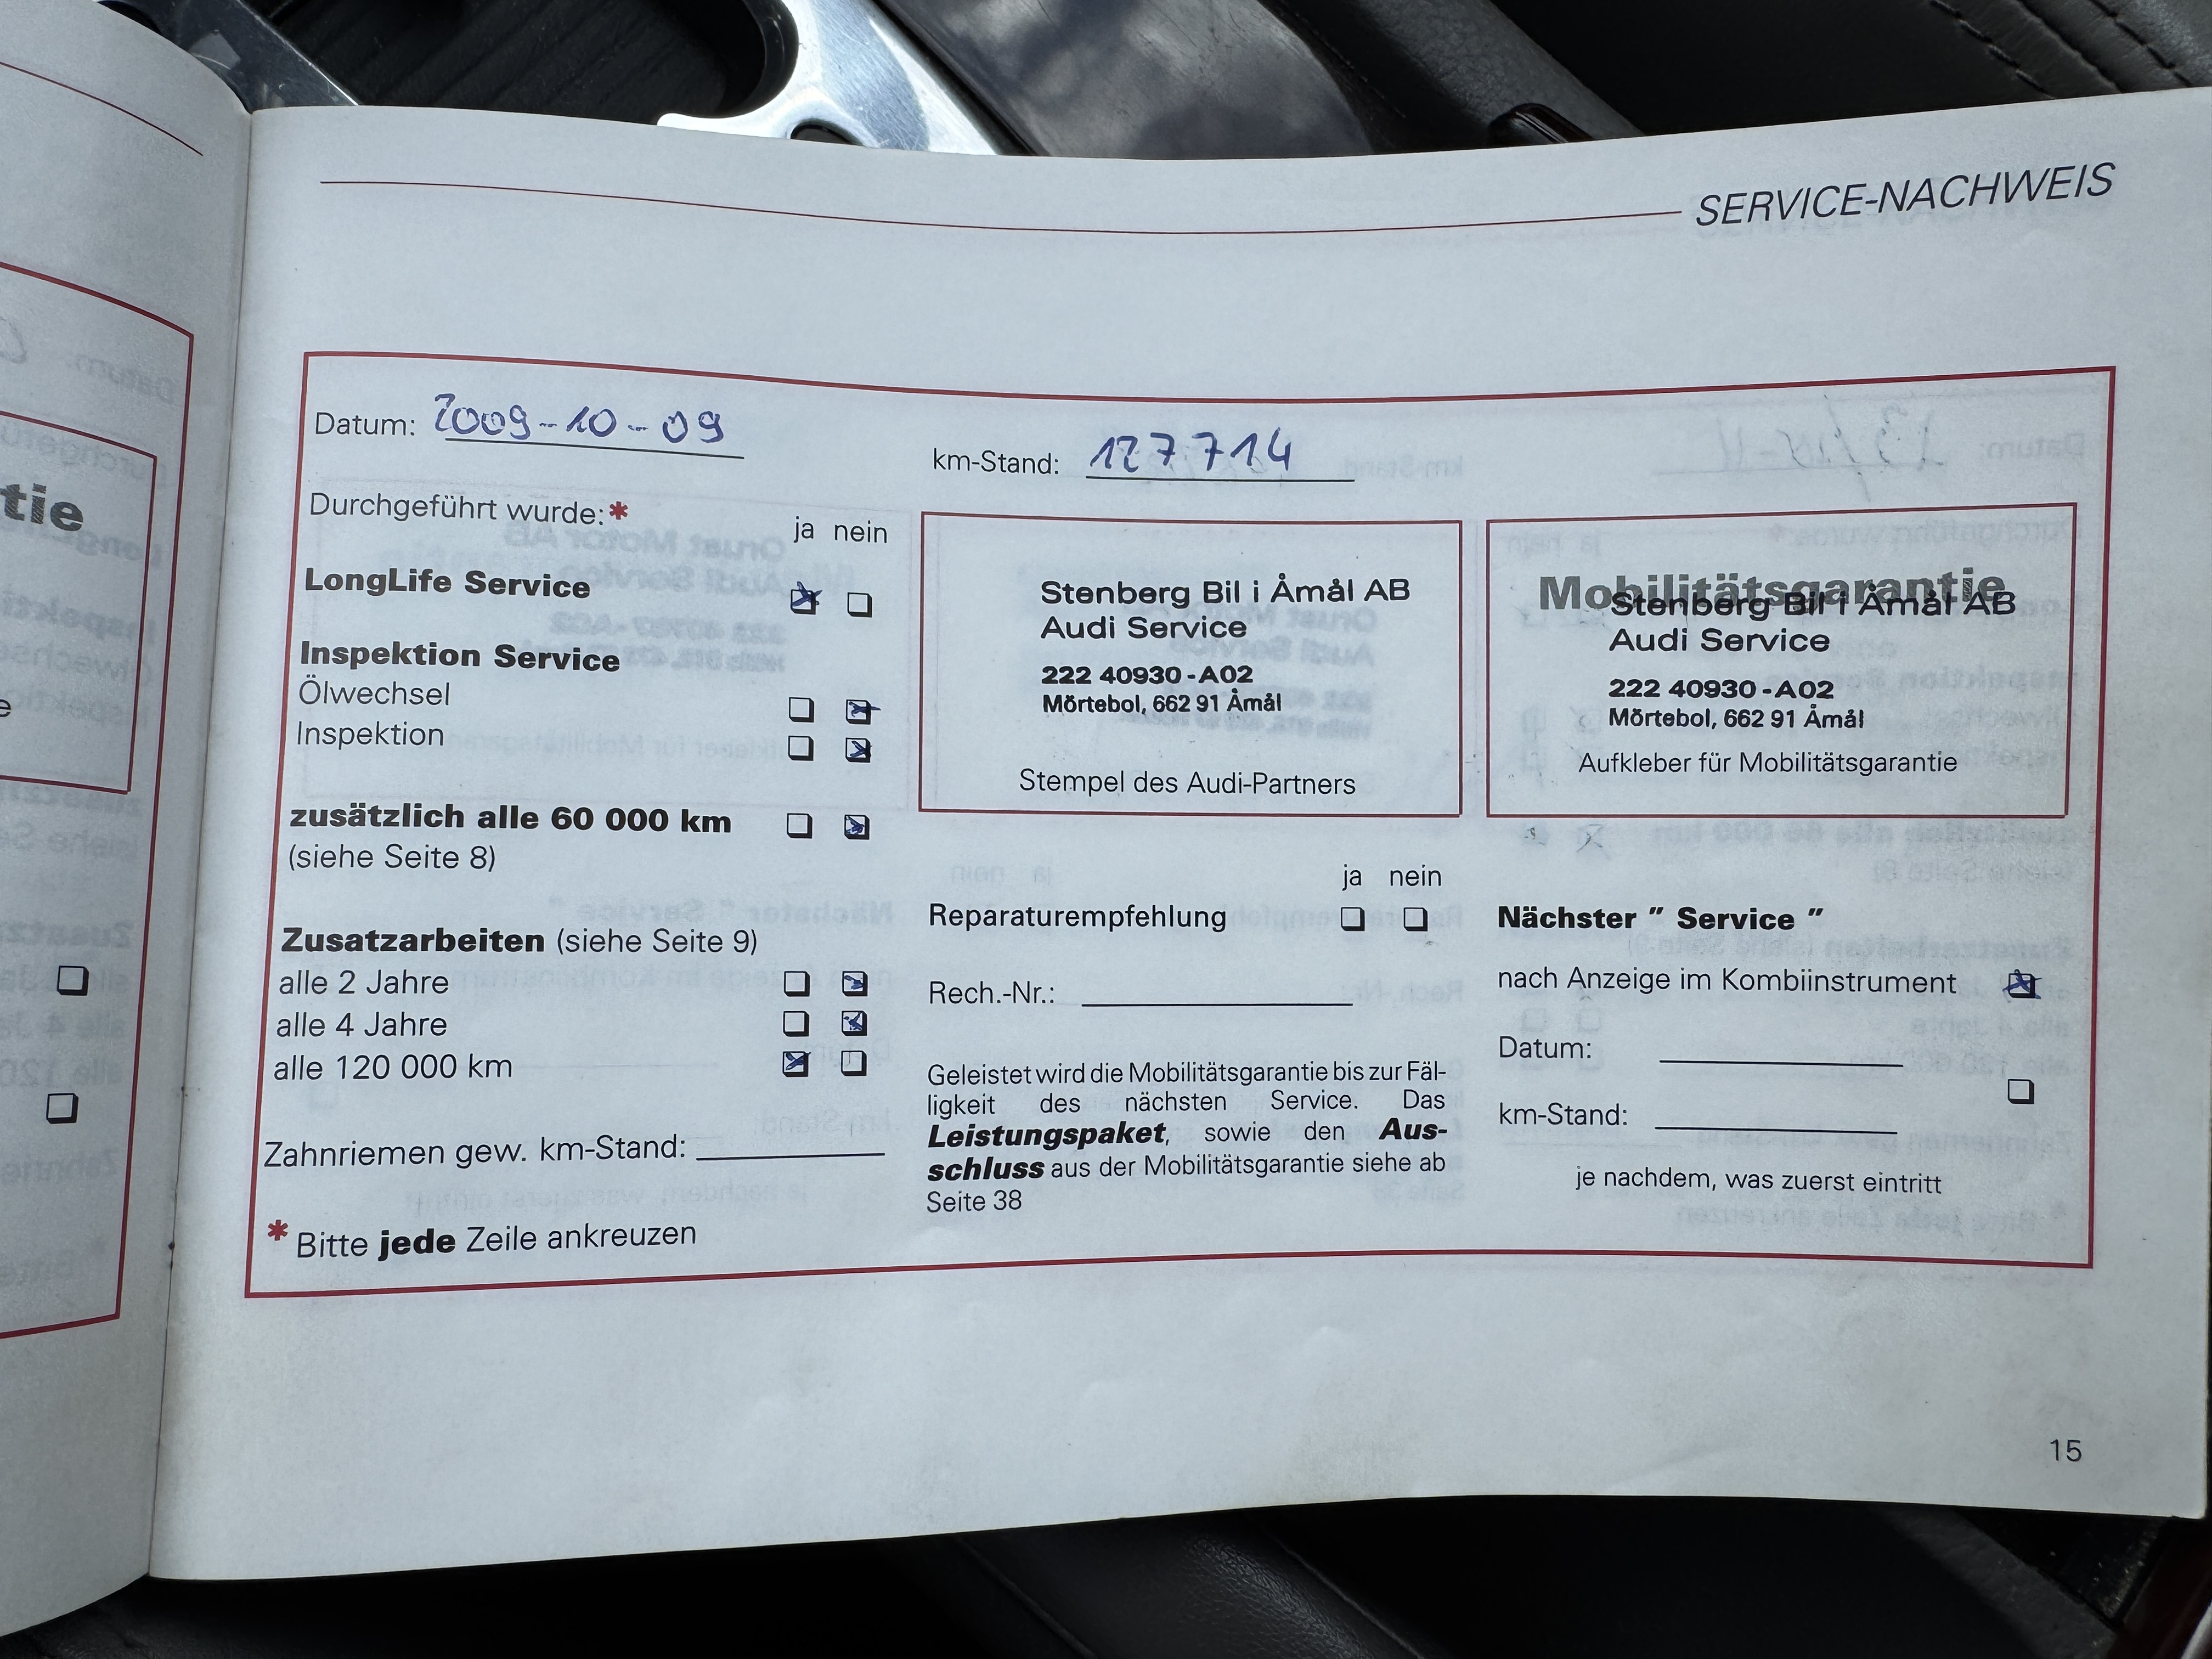 SERVICE-NACHWEIS
Datum: 2009-10-09
km-Stand: 127714
Durchgeführt wurde:*
ja nein
LongLife Service
Inspektion Service
Ölwechsel
Inspektion
zusätzlich alle 60 000 km
(siehe Seite 8)
Zusatzarbeiten (siehe Seite 9)
alle 2 Jahre
alle 4 Jahre
alle 120 000 km
Zahnriemen gew. km-Stand:
* Bitte jede Zeile ankreuzen
Stenberg Bil i Åmål AB
Audi Service
222 40930-A02
Mörtebol, 662 91 Åmål
Stempel des Audi-Partners
ja nein
Reparaturempfehlung
Rech.-Nr.:
Geleistet wird die Mobilitätsgarantie bis zur Fäl-
ligkeit des nächsten Service. Das
Leistungspaket, sowie den Aus-
schluss aus der Mobilitätsgarantie siehe ab
Seite 38
Mobilitätsgarantie
Stenberg Bil i Åmål AB
Audi Service
222 40930-A02
Mörtebol, 662 91 Åmål
Aufkleber für Mobilitätsgarantie
Nächster " Service "
nach Anzeige im Kombiinstrument
Datum:
km-Stand:
je nachdem, was zuerst eintritt
15
tie
e